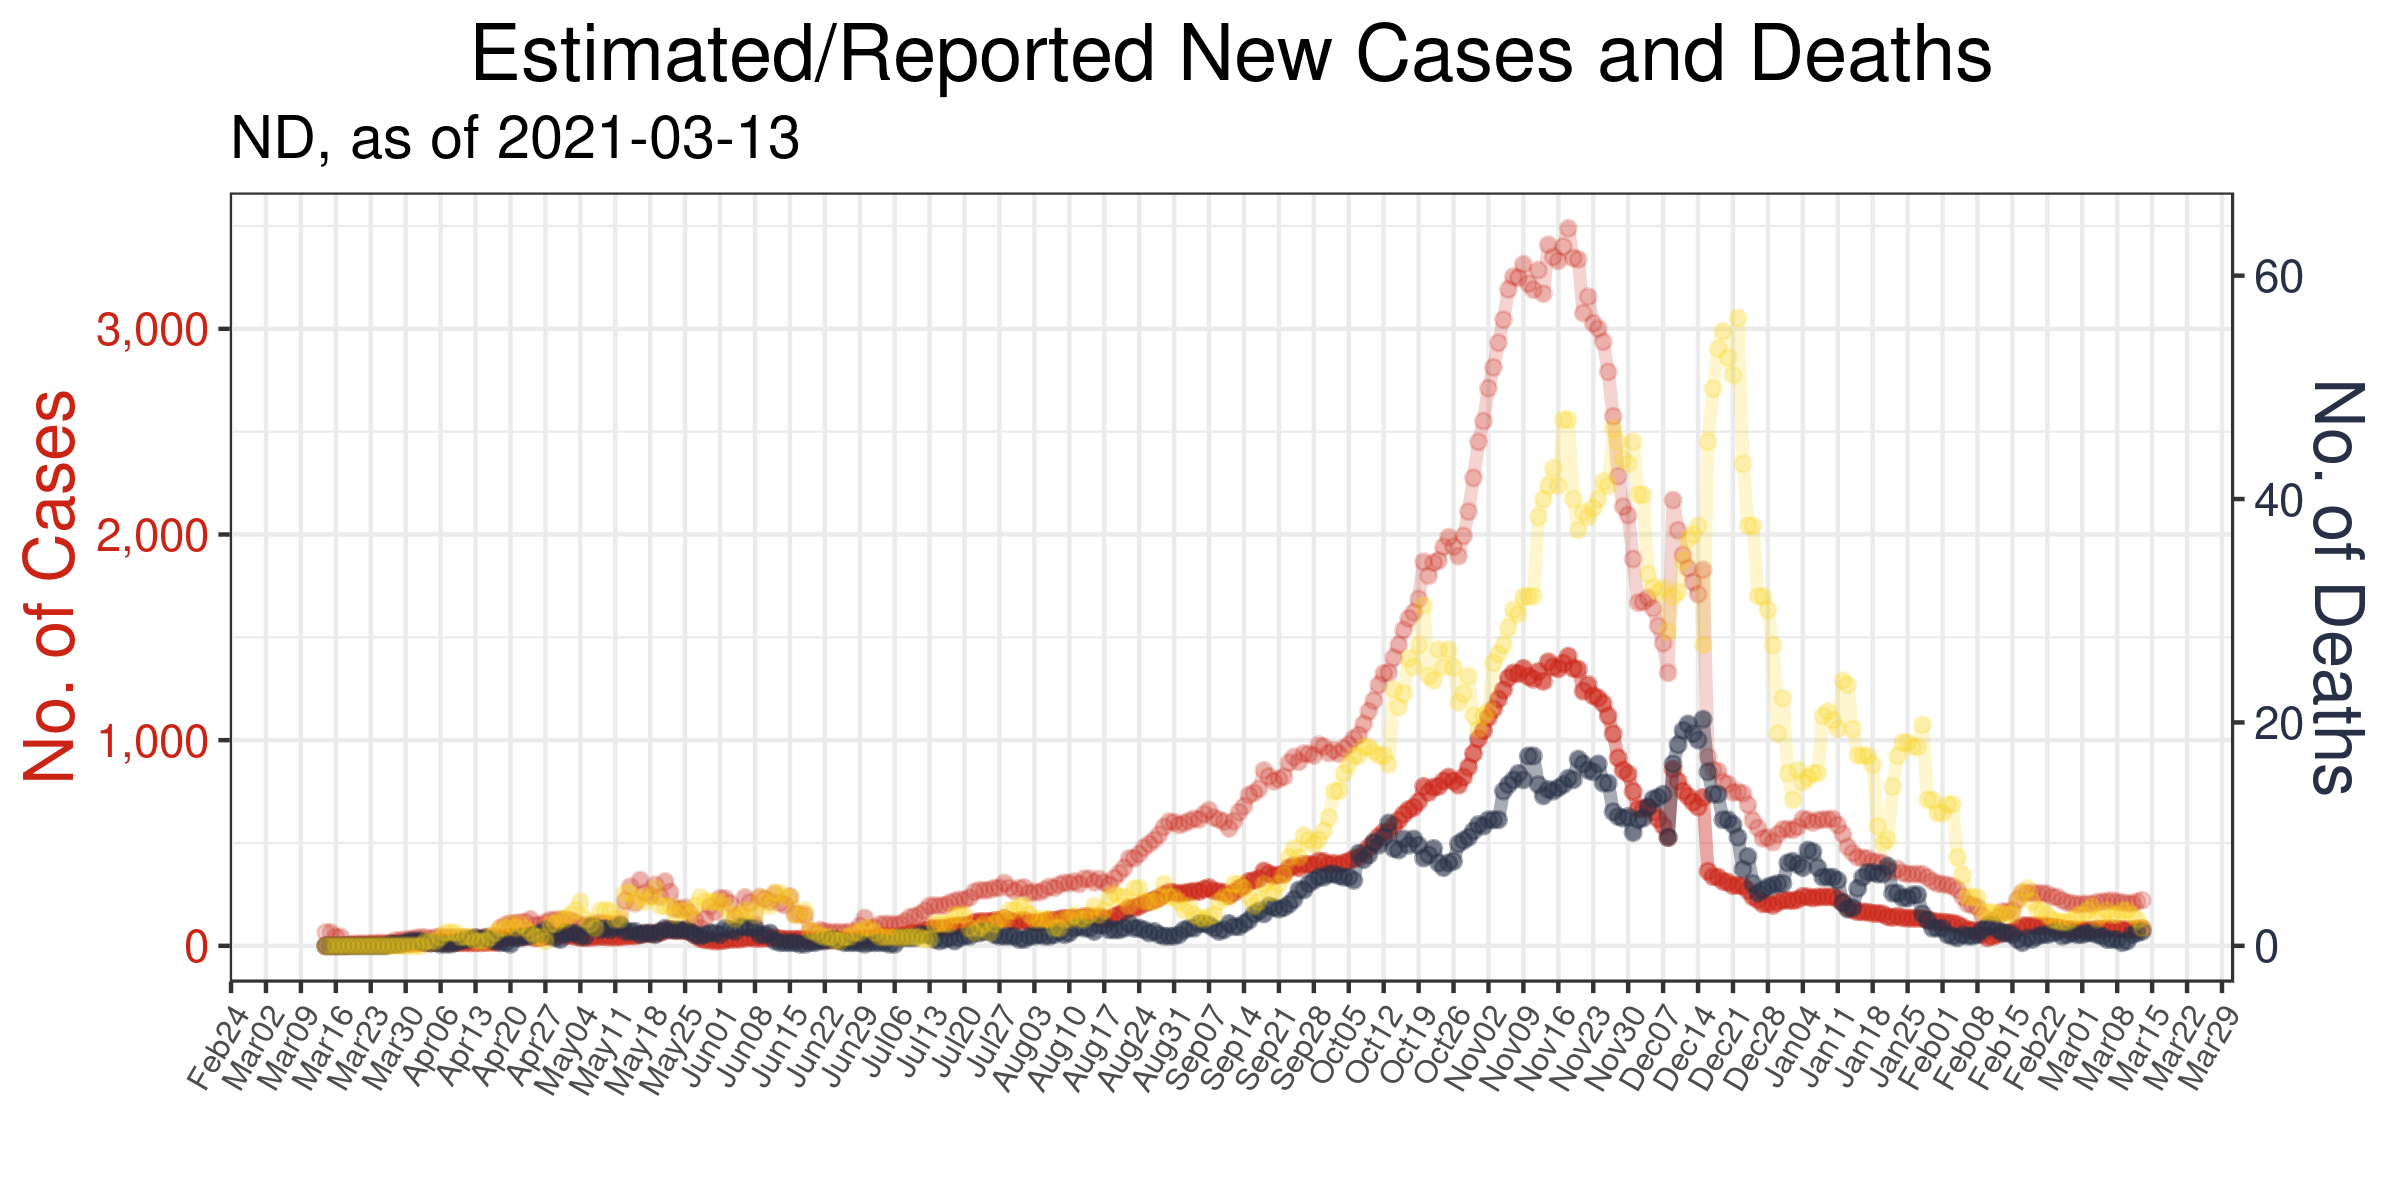 Estimated/Reported New Cases and Deaths
ND, as of 2021-03-13
No. of Cases
3,000
2,000
1,000
0
60
40
20
0
No. of Deaths
Feb24
Mar02
Mar09
Mar16
Mar23
Mar30
Apr06
Apr13
Apr20
Apr27
May04
May11
May18
May25
Jun01
Jun08
Jun15
Jun22
Jun29
Jul06
Jul13
Jul20
Jul27
Aug03
Aug10
Aug17
Aug24
Aug31
Sep07
Sep14
Sep21
Sep28
Oct05
Oct12
Oct19
Oct26
Nov02
Nov09
Nov16
Nov23
Nov30
Dec07
Dec14
Dec21
Dec28
Jan04
Jan11
Jan18
Jan25
Feb01
Feb08
Feb15
Feb22
Mar01
Mar08
Mar15
Mar22
Mar29